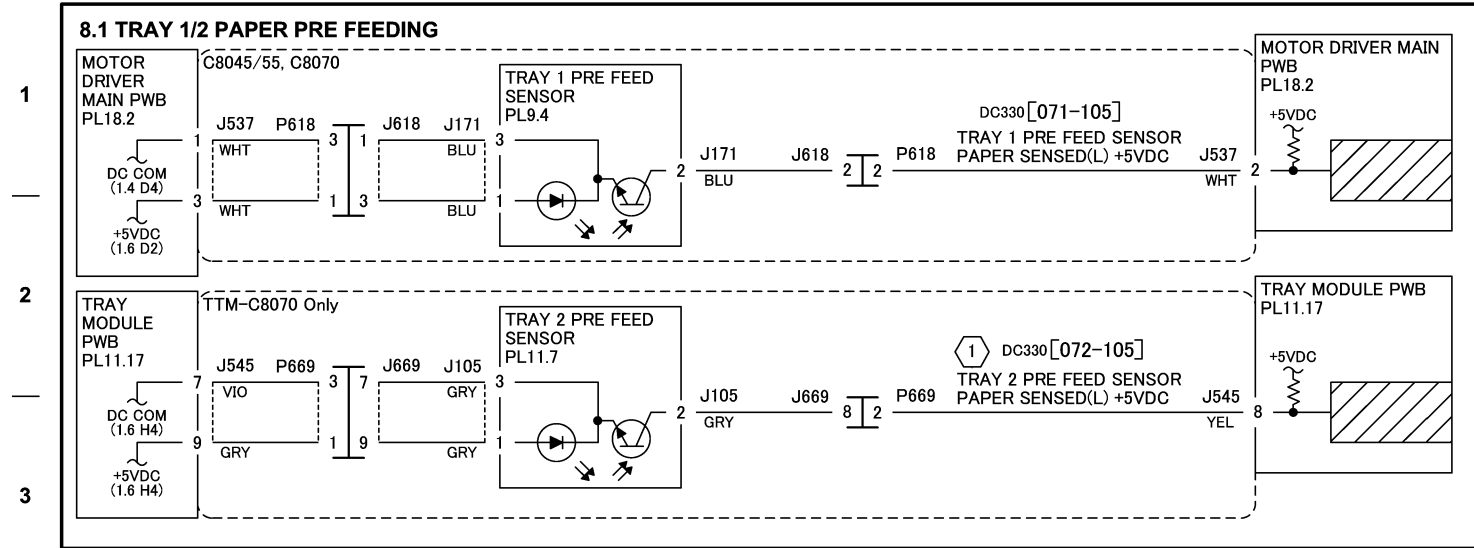 8.1 TRAY 1/2 PAPER PRE FEEDING
1
2
3
MOTOR
DRIVER
MAIN PWB
PL18.2
C8045/55, C8070
1
DC COM
(1.4 D4)
3
+5VDC
(1.6 D2)
J537 P618 3 1 J618 J171
WHT BLU
WHT 1 3 BLU
TRAY 1 PRE FEED
SENSOR
PL9.4
3
1
2
J171 J618 2 2 P618
BLU
DC330[071-105]
TRAY 1 PRE FEED SENSOR
PAPER SENSED(L) +5VDC
J537
WHT
2
MOTOR DRIVER MAIN
PWB
PL18.2
+5VDC
TRAY
MODULE
PWB
PL11.17
TTM-C8070 Only
7
DC COM
(1.6 H4)
9
+5VDC
(1.6 H4)
J545 P669 3 7 J669 J105
VIO GRY
GRY 1 9 GRY
TRAY 2 PRE FEED
SENSOR
PL11.7
3
1
2
J105 J669 8 2 P669
GRY
1 DC330[072-105]
TRAY 2 PRE FEED SENSOR
PAPER SENSED(L) +5VDC
J545
YEL
8
TRAY MODULE PWB
PL11.17
+5VDC